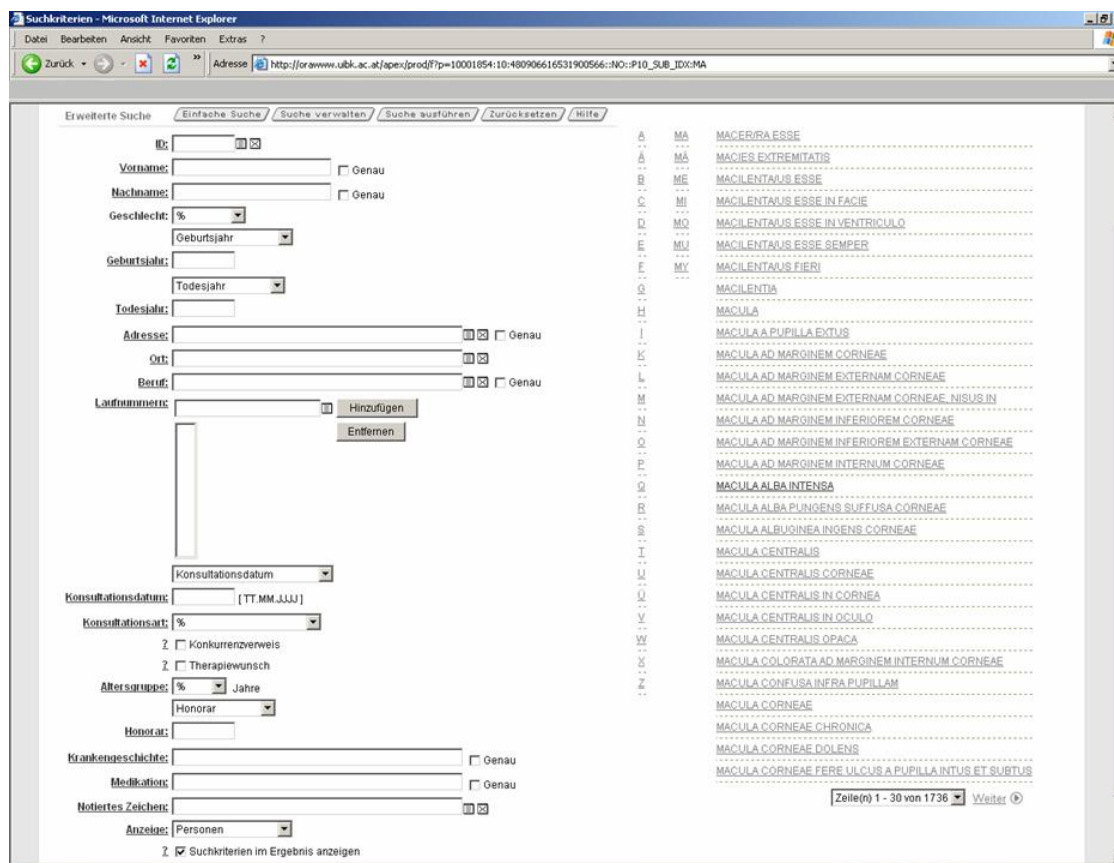 Suchkriterien - Microsoft Internet Explorer
Datei Bearbeiten Ansicht Favoriten Extras ?
Zurück » Adresse http://orawww.uibk.ac.at/apex/prod/f?p=10001854:10:480906616531900566::NO::P10_SUB_IDX:MA
Erweiterte Suche Einfache Suche Suche verwalten Suche ausführen Zurücksetzen Hilfe
ID:
Vorname: Genau
Nachname: Genau
Geschlecht: %
Geburtsjahr
Geburtsjahr:
Todesjahr
Todesjahr:
Adresse: Genau
Ort:
Beruf: Genau
Laufnummern: Hinzufügen
Entfernen
Konsultationsdatum
Konsultationsdatum: [ TT.MM.JJJJ ]
Konsultationsart: %
? Konkurrenzverweis
? Therapiewunsch
Altersgruppe: % Jahre
Honorar
Honorar:
Krankengeschichte: Genau
Medikation: Genau
Notiertes Zeichen:
Anzeige: Personen
? Suchkriterien im Ergebnis anzeigen
A MA MACER/RA ESSE
Ä MÄ MACIES EXTREMITATIS
B ME MACILENTA/US ESSE
C MI MACILENTA/US ESSE IN FACIE
D MO MACILENTA/US ESSE IN VENTRICULO
E MU MACILENTA/US ESSE SEMPER
F MY MACILENTA/US FIERI
G MACILENTIA
H MACULA
I MACULA A PUPILLA EXTUS
K MACULA AD MARGINEM CORNEAE
L MACULA AD MARGINEM EXTERNAM CORNEAE
M MACULA AD MARGINEM EXTERNAM CORNEAE, NISUS IN
N MACULA AD MARGINEM INFERIOREM CORNEAE
O MACULA AD MARGINEM INFERIOREM EXTERNAM CORNEAE
P MACULA AD MARGINEM INTERNUM CORNEAE
Q MACULA ALBA INTENSA
R MACULA ALBA PUNGENS SUFFUSA CORNEAE
S MACULA ALBUGINEA INGENS CORNEAE
T MACULA CENTRALIS
U MACULA CENTRALIS CORNEAE
Ü MACULA CENTRALIS IN CORNEA
V MACULA CENTRALIS IN OCULO
W MACULA CENTRALIS OPACA
X MACULA COLORATA AD MARGINEM INTERNUM CORNEAE
Z MACULA CONFUSA INFRA PUPILLAM
MACULA CORNEAE
MACULA CORNEAE CHRONICA
MACULA CORNEAE DOLENS
MACULA CORNEAE FERE ULCUS A PUPILLA INTUS ET SUBTUS
Zeile(n) 1 - 30 von 1736 Weiter